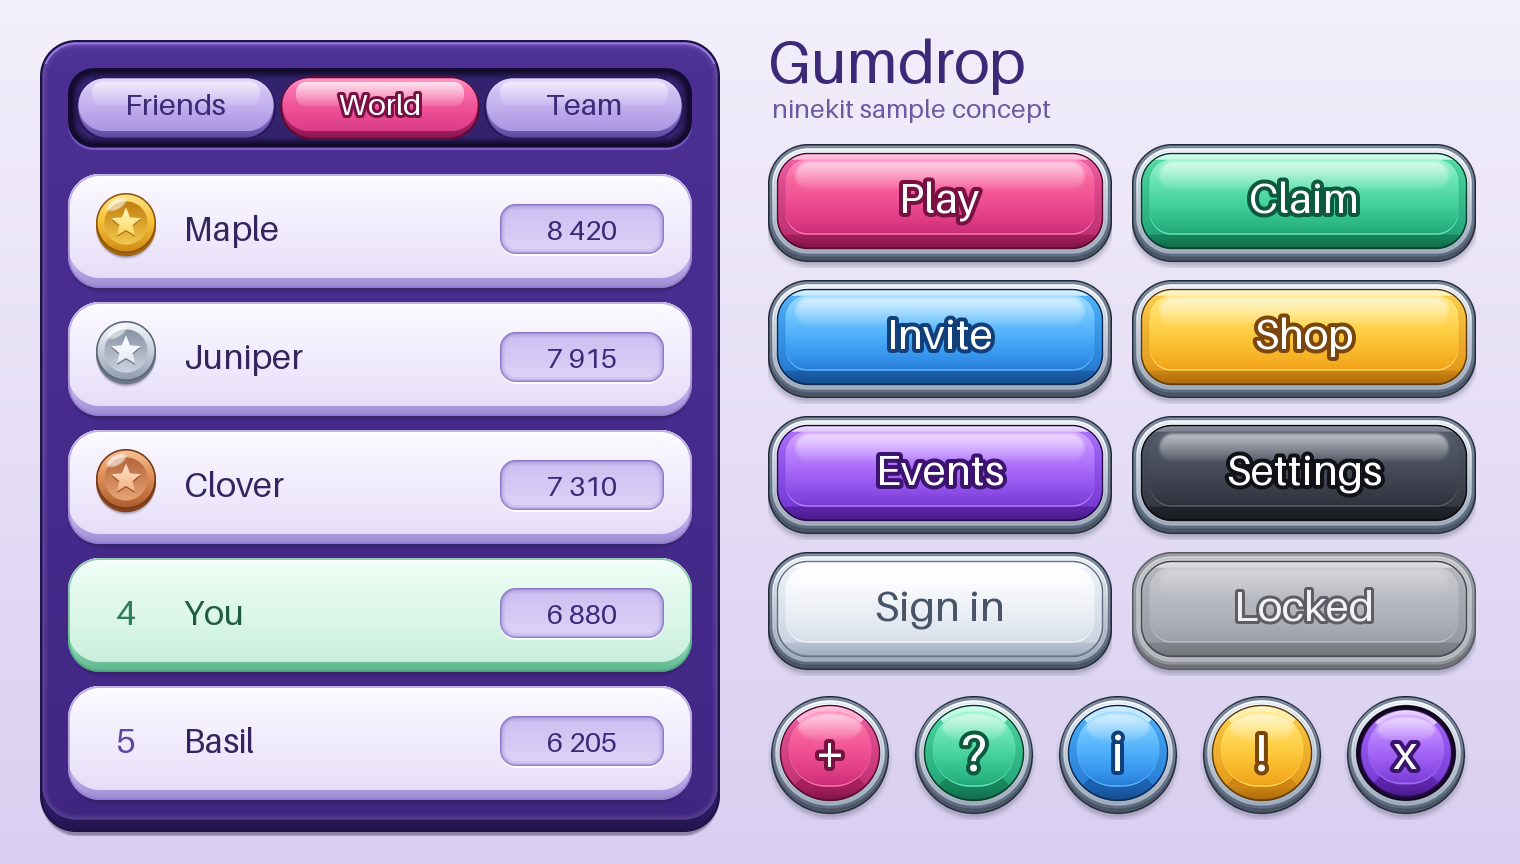 Friends World Team
Maple 8 420
Juniper 7 915
Clover 7 310
4 You 6 880
5 Basil 6 205
Gumdrop
ninekit sample concept
Play Claim
Invite Shop
Events Settings
Sign in Locked
+ ? i ! x